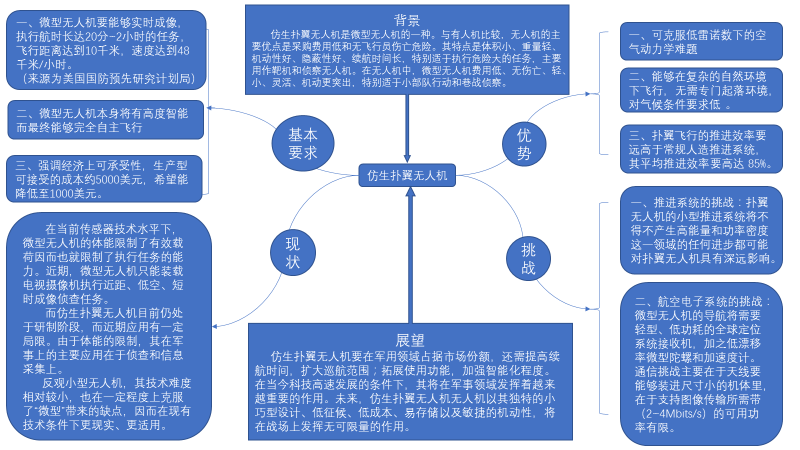 一、微型无人机要能够实时成像，
执行航时长达20分-2小时的任务，
飞行距离达到10千米，速度达到48
千米/小时。
（来源为美国国防预先研究计划局）
二、微型无人机本身将有高度智能
而最终能够完全自主飞行
三、强调经济上可承受性，生产型
可接受的成本约5000美元，希望能
降低至1000美元。
基本
要求
背景
仿生扑翼无人机是微型无人机的一种。与有人机比较，无人机的主
要优点是采购费用低和无飞行员伤亡危险。其特点是体积小、重量轻、
机动性好、隐蔽性好、续航时间长，特别适于执行危险大的任务，主要
用作靶机和侦察无人机。在无人机中，微型无人机费用低、无伤亡、轻、
小、灵活、机动更突出，特别适于小部队行动和巷战侦察。
优
势
一、可克服低雷诺数下的空
气动力学难题
二、能够在复杂的自然环境
下飞行，无需专门起落环境，
对气候条件要求低 。
三、扑翼飞行的推进效率要
远高于常规人造推进系统，
其平均推进效率要高达 85%。
仿生扑翼无人机
现
状
在当前传感器技术水平下，
微型无人机的体能限制了有效载
荷因而也就限制了执行任务的能
力。近期，微型无人机只能装载
电视摄像机执行近距、低空、短
时成像侦查任务。
而仿生扑翼无人机目前仍处
于研制阶段，而近期应用有一定
局限。由于体能的限制，其在军
事上的主要应用在于侦查和信息
采集上。
反观小型无人机，其技术难度
相对较小，也在一定程度上克服
了“微型”带来的缺点，因而在现有
技术条件下更现实、更适用。
展望
仿生扑翼无人机要在军用领域占据市场份额，还需提高续
航时间，扩大巡航范围；拓展使用功能，加强智能化程度。
在当今科技高速发展的条件下，其将在军事领域发挥着越来
越重要的作用。未来，仿生扑翼无人机无人机以其独特的小
巧型设计、低征候、低成本、易存储以及敏捷的机动性，将
在战场上发挥无可限量的作用。
挑
战
一、推进系统的挑战：扑翼
无人机的小型推进系统将不
得不产生高能量和功率密度
这一领域的任何进步都可能
对扑翼无人机具有深远影响。
二、航空电子系统的挑战：
微型无人机的导航将需要
轻型、低功耗的全球定位
系统接收机，加之低漂移
率微型陀螺和加速度计。
通信挑战主要在于天线要
能够装进尺寸小的机体里，
在于支持图像传输所需带
（2-4Mbits/s）的可用功
率有限。